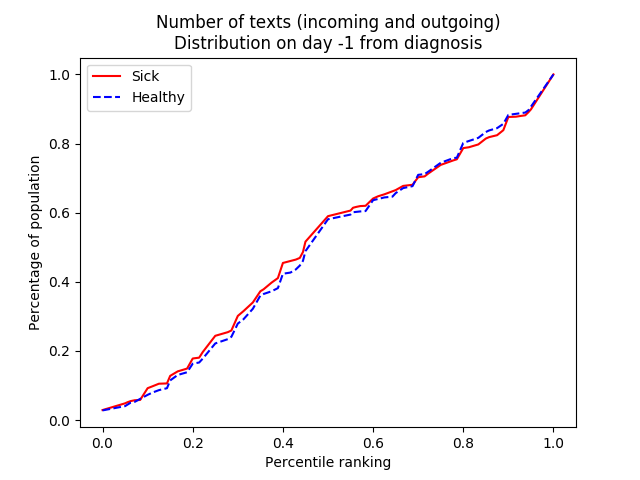 Number of texts (incoming and outgoing)
Distribution on day -1 from diagnosis
Sick
Healthy
1.0
0.8
0.6
0.4
0.2
0.0
Percentage of population
0.0 0.2 0.4 0.6 0.8 1.0
Percentile ranking